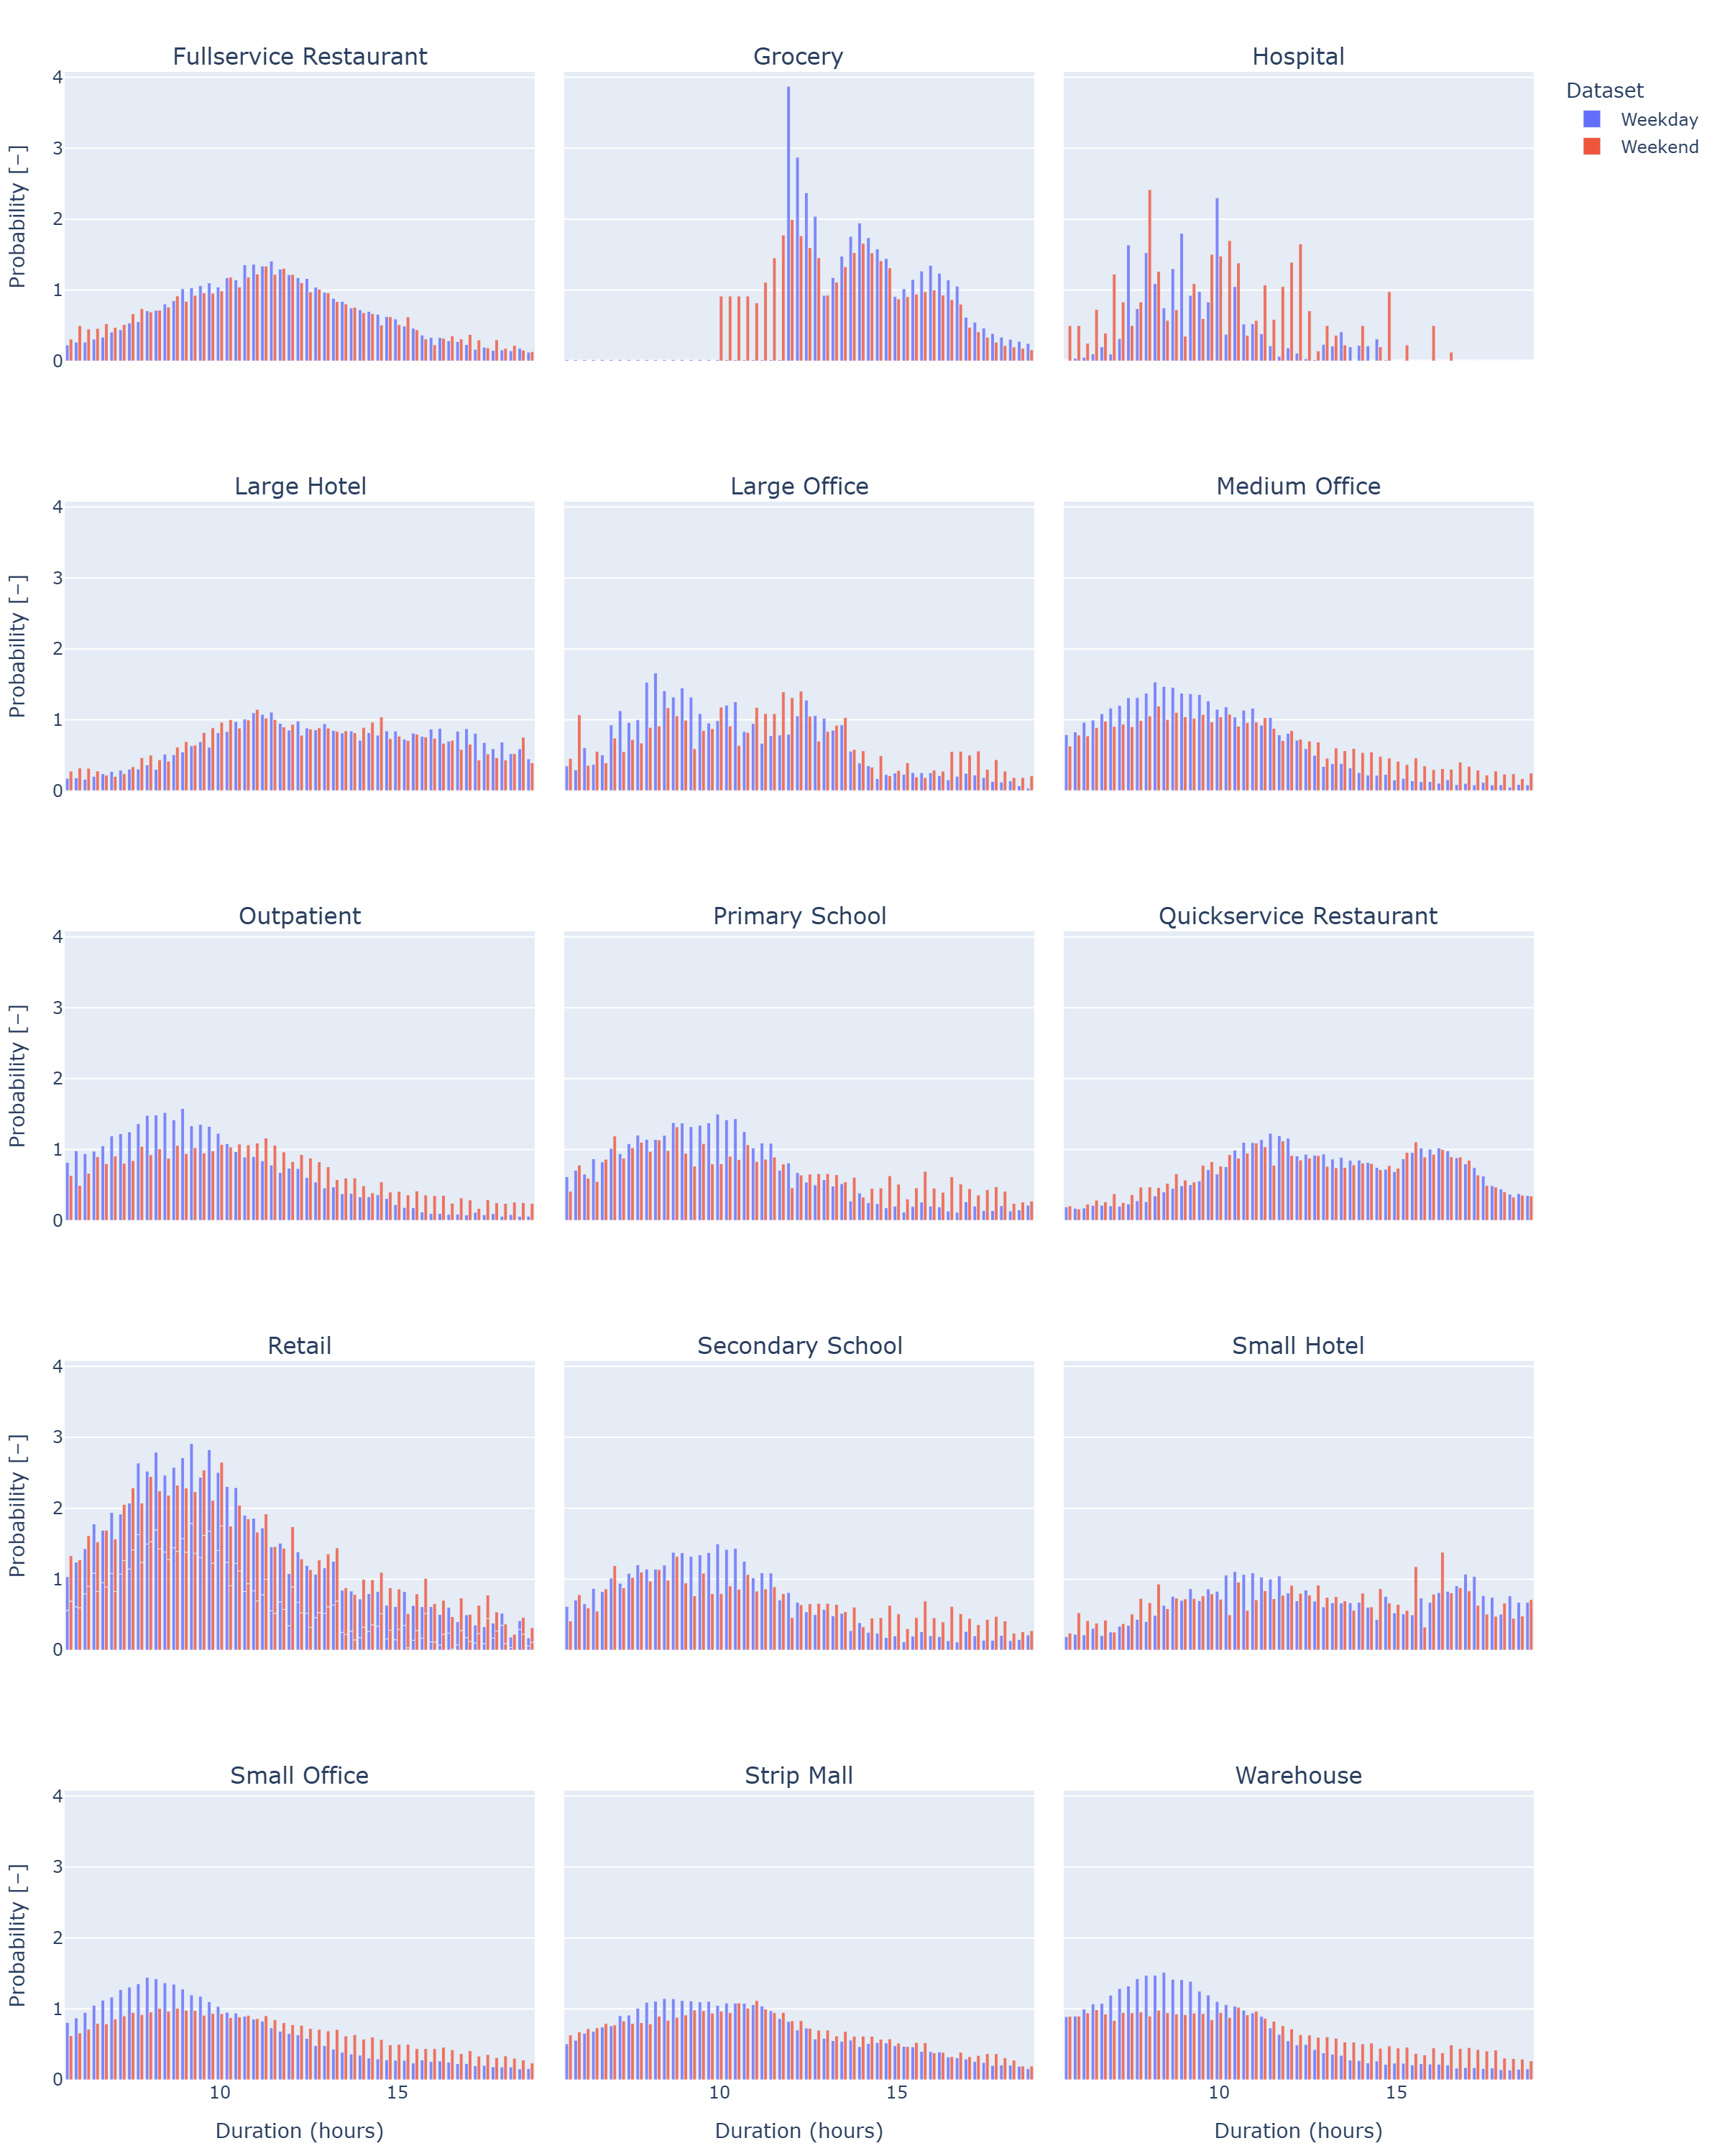 Fullservice Restaurant
Grocery
Hospital
Dataset
Weekday
Weekend
Probability [−]
4
3
2
1
0
Large Hotel
Large Office
Medium Office
Probability [−]
4
3
2
1
0
Outpatient
Primary School
Quickservice Restaurant
Probability [−]
4
3
2
1
0
Retail
Secondary School
Small Hotel
Probability [−]
4
3
2
1
0
Small Office
Strip Mall
Warehouse
Probability [−]
4
3
2
1
0
10
15
10
15
10
15
Duration (hours)
Duration (hours)
Duration (hours)